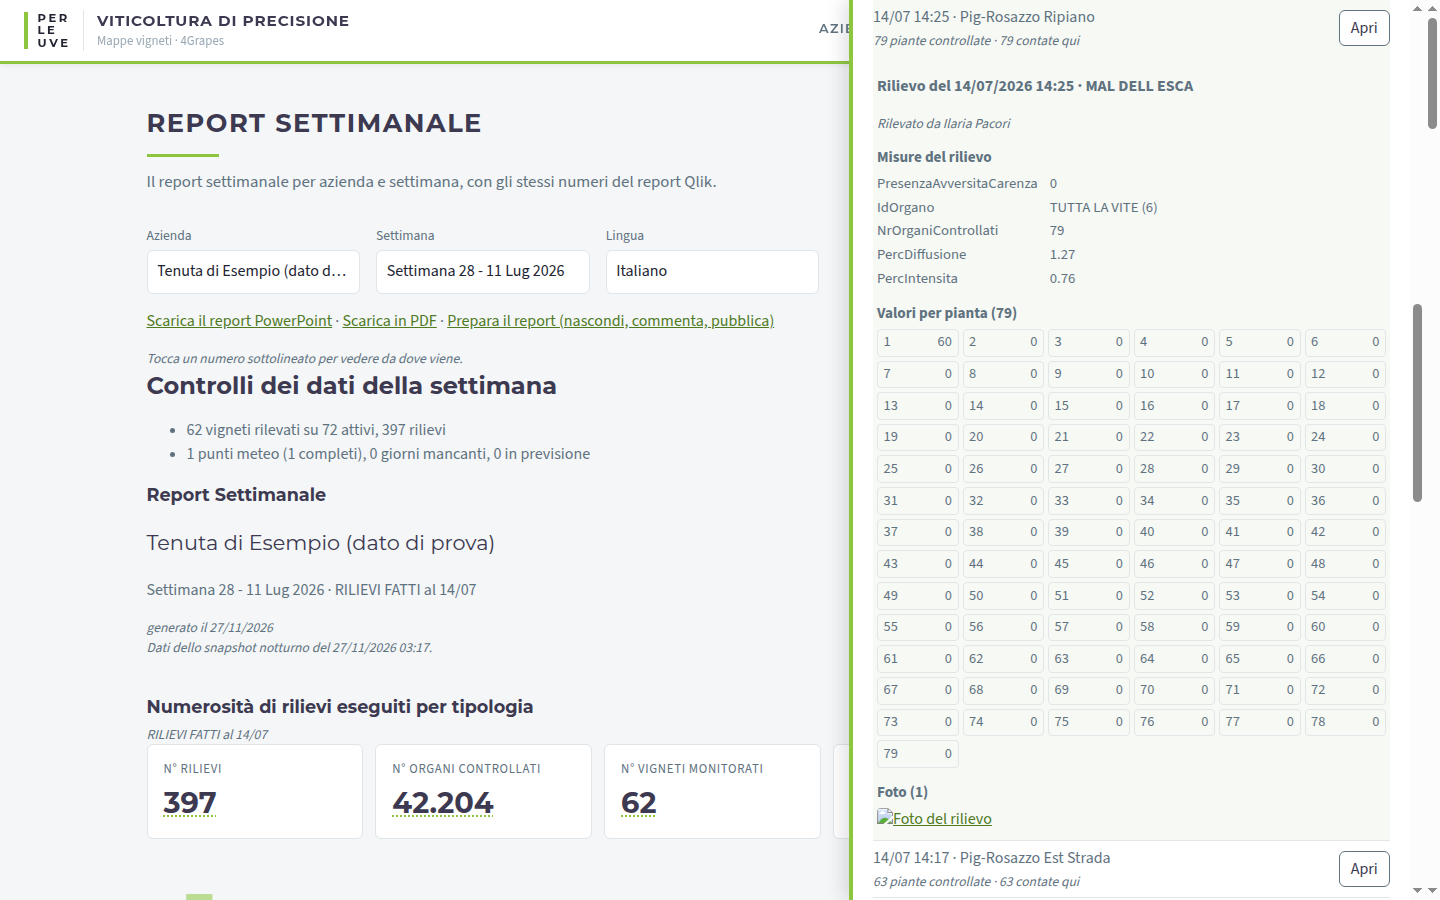 PER
LE
UVE
VITICOLTURA DI PRECISIONE
Mappe vigneti · 4Grapes
AZIE
REPORT SETTIMANALE
Il report settimanale per azienda e settimana, con gli stessi numeri del report Qlik.
Azienda
Settimana
Lingua
Tenuta di Esempio (dato d…
Settimana 28 - 11 Lug 2026
Italiano
Scarica il report PowerPoint · Scarica in PDF · Prepara il report (nascondi, commenta, pubblica)
Tocca un numero sottolineato per vedere da dove viene.
Controlli dei dati della settimana
• 62 vigneti rilevati su 72 attivi, 397 rilievi
• 1 punti meteo (1 completi), 0 giorni mancanti, 0 in previsione
Report Settimanale
Tenuta di Esempio (dato di prova)
Settimana 28 - 11 Lug 2026 · RILIEVI FATTI al 14/07
generato il 27/11/2026
Dati dello snapshot notturno del 27/11/2026 03:17.
Numerosità di rilievi eseguiti per tipologia
RILIEVI FATTI al 14/07
N° RILIEVI
397
N° ORGANI CONTROLLATI
42.204
N° VIGNETI MONITORATI
62
14/07 14:25 · Pig-Rosazzo Ripiano
79 piante controllate · 79 contate qui
Apri
Rilievo del 14/07/2026 14:25 · MAL DELL ESCA
Rilevato da Ilaria Pacori
Misure del rilievo
PresenzaAvversitaCarenza 0
IdOrgano TUTTA LA VITE (6)
NrOrganiControllati 79
PercDiffusione 1.27
PercIntensita 0.76
Valori per pianta (79)
1 60 2 0 3 0 4 0 5 0 6 0
7 0 8 0 9 0 10 0 11 0 12 0
13 0 14 0 15 0 16 0 17 0 18 0
19 0 20 0 21 0 22 0 23 0 24 0
25 0 26 0 27 0 28 0 29 0 30 0
31 0 32 0 33 0 34 0 35 0 36 0
37 0 38 0 39 0 40 0 41 0 42 0
43 0 44 0 45 0 46 0 47 0 48 0
49 0 50 0 51 0 52 0 53 0 54 0
55 0 56 0 57 0 58 0 59 0 60 0
61 0 62 0 63 0 64 0 65 0 66 0
67 0 68 0 69 0 70 0 71 0 72 0
73 0 74 0 75 0 76 0 77 0 78 0
79 0
Foto (1)
Foto del rilievo
14/07 14:17 · Pig-Rosazzo Est Strada
63 piante controllate · 63 contate qui
Apri